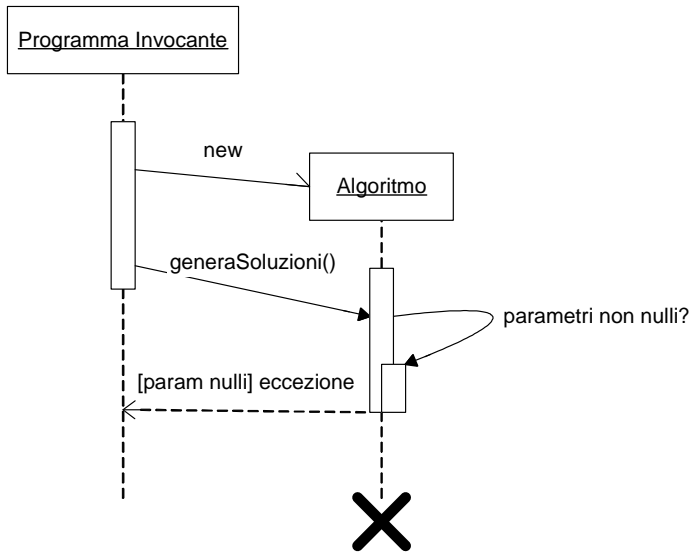 Programma Invocante
new
Algoritmo
generaSoluzioni()
parametri non nulli?
[param nulli] eccezione